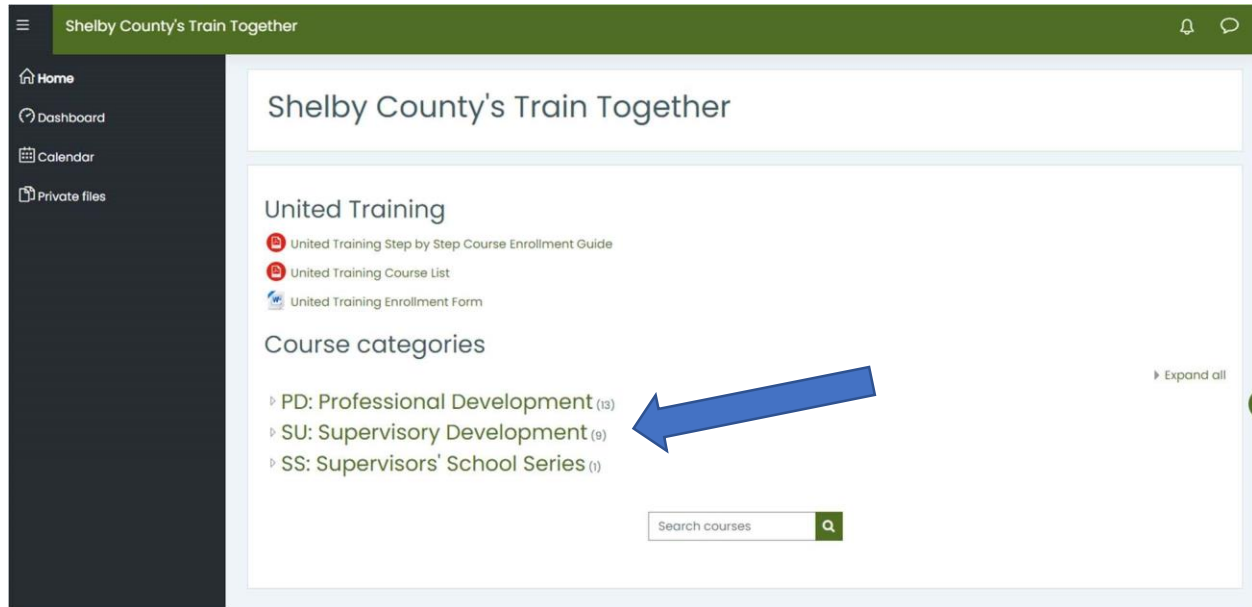 Shelby County's Train Together
Home
Dashboard
Calendar
Private files
Shelby County's Train Together
United Training
United Training Step by Step Course Enrollment Guide
United Training Course List
United Training Enrollment Form
Course categories
Expand all
PD: Professional Development (13)
SU: Supervisory Development (9)
SS: Supervisors' School Series (1)
Search courses